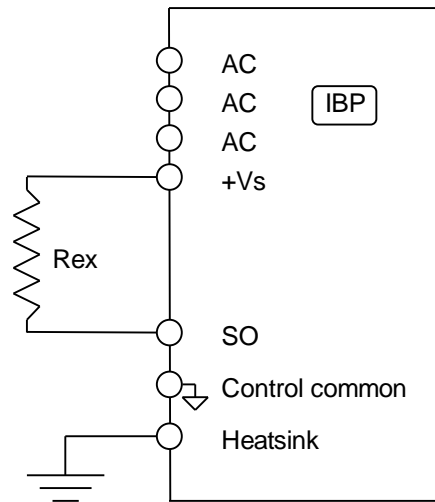 AC
AC
IBP
AC
+Vs
Rex
SO
Control common
Heatsink